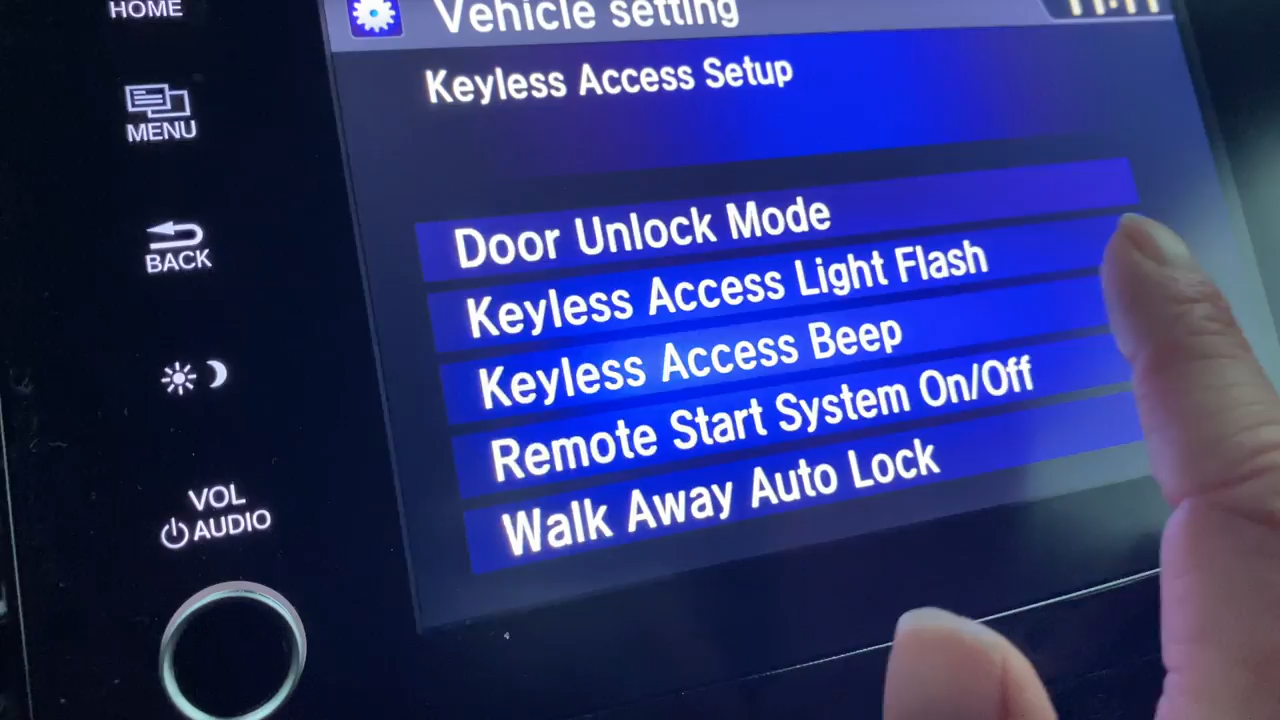 HOME
MENU
BACK
VOL
AUDIO
Vehicle setting
Keyless Access Setup
Door Unlock Mode
Keyless Access Light Flash
Keyless Access Beep
Remote Start System On/Off
Walk Away Auto Lock